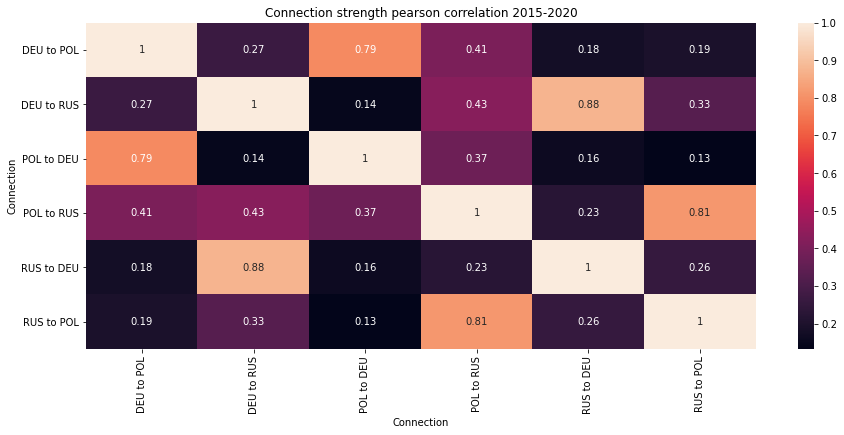 Connection strength pearson correlation 2015-2020
DEU to POL 1 0.27 0.79 0.41 0.18 0.19
DEU to RUS 0.27 1 0.14 0.43 0.88 0.33
POL to DEU 0.79 0.14 1 0.37 0.16 0.13
POL to RUS 0.41 0.43 0.37 1 0.23 0.81
RUS to DEU 0.18 0.88 0.16 0.23 1 0.26
RUS to POL 0.19 0.33 0.13 0.81 0.26 1
Connection
DEU to POL
DEU to RUS
POL to DEU
POL to RUS
RUS to DEU
RUS to POL
Connection
1.0
0.9
0.8
0.7
0.6
0.5
0.4
0.3
0.2